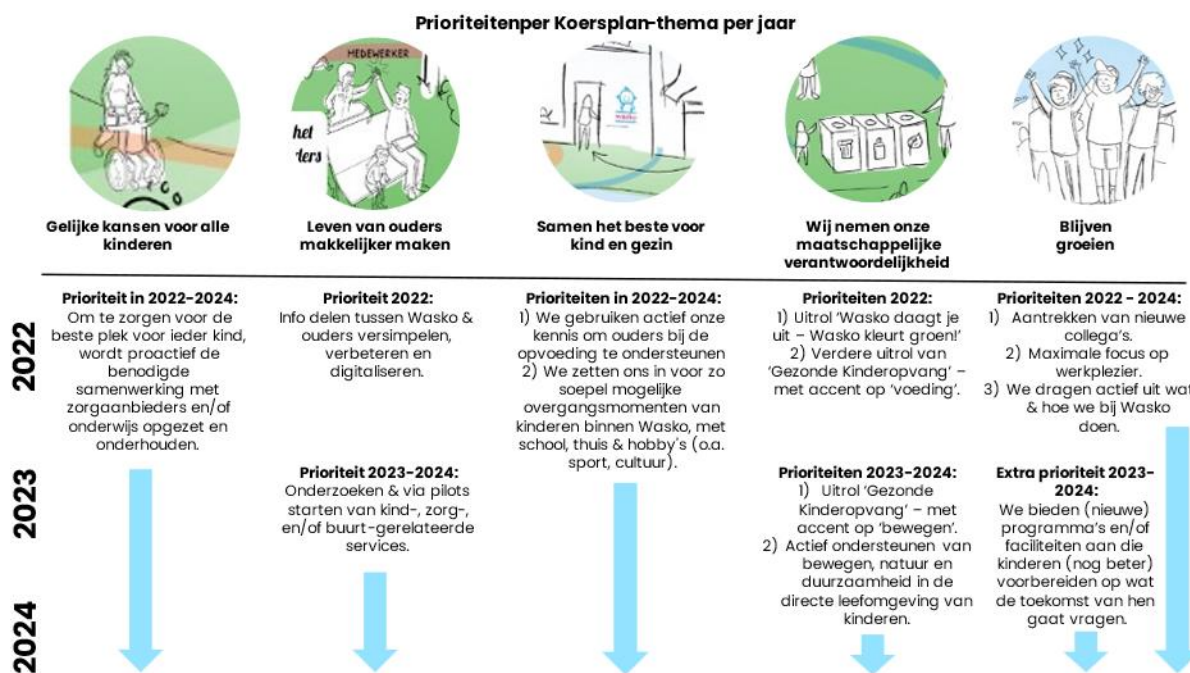 Prioriteitenper Koersplan-thema per jaar
MEDEWERKER
het
ders
wasko
Gelijke kansen voor alle
kinderen
Leven van ouders
makkelijker maken
Samen het beste voor
kind en gezin
Wij nemen onze
maatschappelijke
verantwoordelijkheid
Blijven
groeien
2022
2023
2024
Prioriteit in 2022-2024:
Om te zorgen voor de
beste plek voor ieder kind,
wordt proactief de
benodigde
samenwerking met
zorgaanbieders en/of
onderwijs opgezet en
onderhouden.
Prioriteit 2022:
Info delen tussen Wasko &
ouders versimpelen,
verbeteren en
digitaliseren.
Prioriteit 2023-2024:
Onderzoeken & via pilots
starten van kind-, zorg-,
en/of buurt-gerelateerde
services.
Prioriteiten in 2022-2024:
1) We gebruiken actief onze
kennis om ouders bij de
opvoeding te ondersteunen
2) We zetten ons in voor zo
soepel mogelijke
overgangsmomenten van
kinderen binnen Wasko, met
school, thuis & hobby's (o.a.
sport, cultuur).
Prioriteiten 2022:
1) Uitrol ‘Wasko daagt je
uit – Wasko kleurt groen!’
2) Verdere uitrol van
‘Gezonde Kinderopvang’ –
met accent op ‘voeding’.
Prioriteiten 2023-2024:
1) Uitrol ‘Gezonde
Kinderopvang’ – met
accent op ‘bewegen’.
2) Actief ondersteunen van
bewegen, natuur en
duurzaamheid in de
directe leefomgeving van
kinderen.
Prioriteiten 2022 - 2024:
1) Aantrekken van nieuwe
collega’s.
2) Maximale focus op
werkplezier.
3) We dragen actief uit wat
& hoe we bij Wasko
doen.
Extra prioriteit 2023-
2024:
We bieden (nieuwe)
programma’s en/of
faciliteiten aan die
kinderen (nog beter)
voorbereiden op wat
de toekomst van hen
gaat vragen.